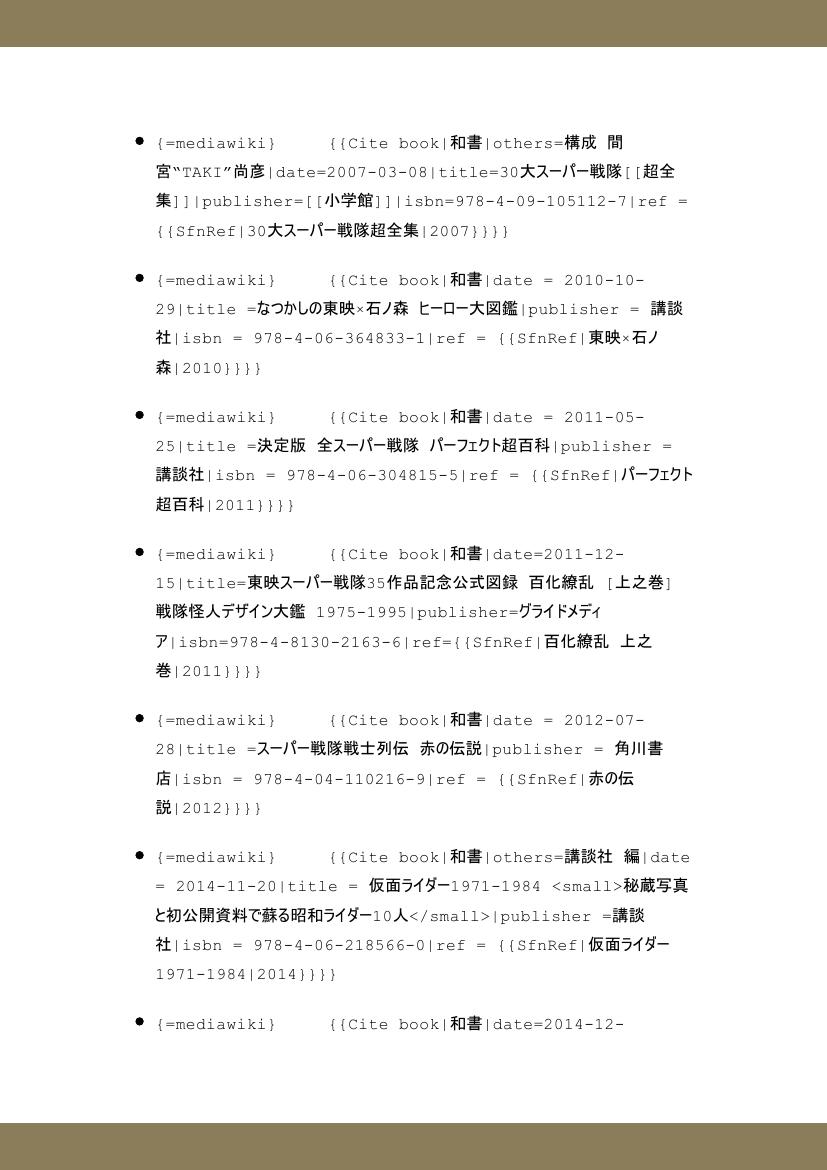 • {=mediawiki}     {{Cite book|和書|others=構成 間
宮“TAKI”尚彦|date=2007-03-08|title=30大スーパー戦隊[[超全
集]]|publisher=[[小学館]]|isbn=978-4-09-105112-7|ref =
{{SfnRef|30大スーパー戦隊超全集|2007}}}}
• {=mediawiki}     {{Cite book|和書|date = 2010-10-
29|title =なつかしの東映×石ノ森 ヒーロー大図鑑|publisher = 講談
社|isbn = 978-4-06-364833-1|ref = {{SfnRef|東映×石ノ
森|2010}}}}
• {=mediawiki}     {{Cite book|和書|date = 2011-05-
25|title =決定版 全スーパー戦隊 パーフェクト超百科|publisher =
講談社|isbn = 978-4-06-304815-5|ref = {{SfnRef|パーフェクト
超百科|2011}}}}
• {=mediawiki}     {{Cite book|和書|date=2011-12-
15|title=東映スーパー戦隊35作品記念公式図録 百化繚乱 [上之巻]
戦隊怪人デザイン大鑑 1975-1995|publisher=グライドメディ
ア|isbn=978-4-8130-2163-6|ref={{SfnRef|百化繚乱 上之
巻|2011}}}}
• {=mediawiki}     {{Cite book|和書|date = 2012-07-
28|title =スーパー戦隊戦士列伝 赤の伝説|publisher = 角川書
店|isbn = 978-4-04-110216-9|ref = {{SfnRef|赤の伝
説|2012}}}}
• {=mediawiki}     {{Cite book|和書|others=講談社 編|date
= 2014-11-20|title = 仮面ライダー1971-1984 <small>秘蔵写真
と初公開資料で蘇る昭和ライダー10人</small>|publisher =講談
社|isbn = 978-4-06-218566-0|ref = {{SfnRef|仮面ライダー
1971-1984|2014}}}}
• {=mediawiki}     {{Cite book|和書|date=2014-12-